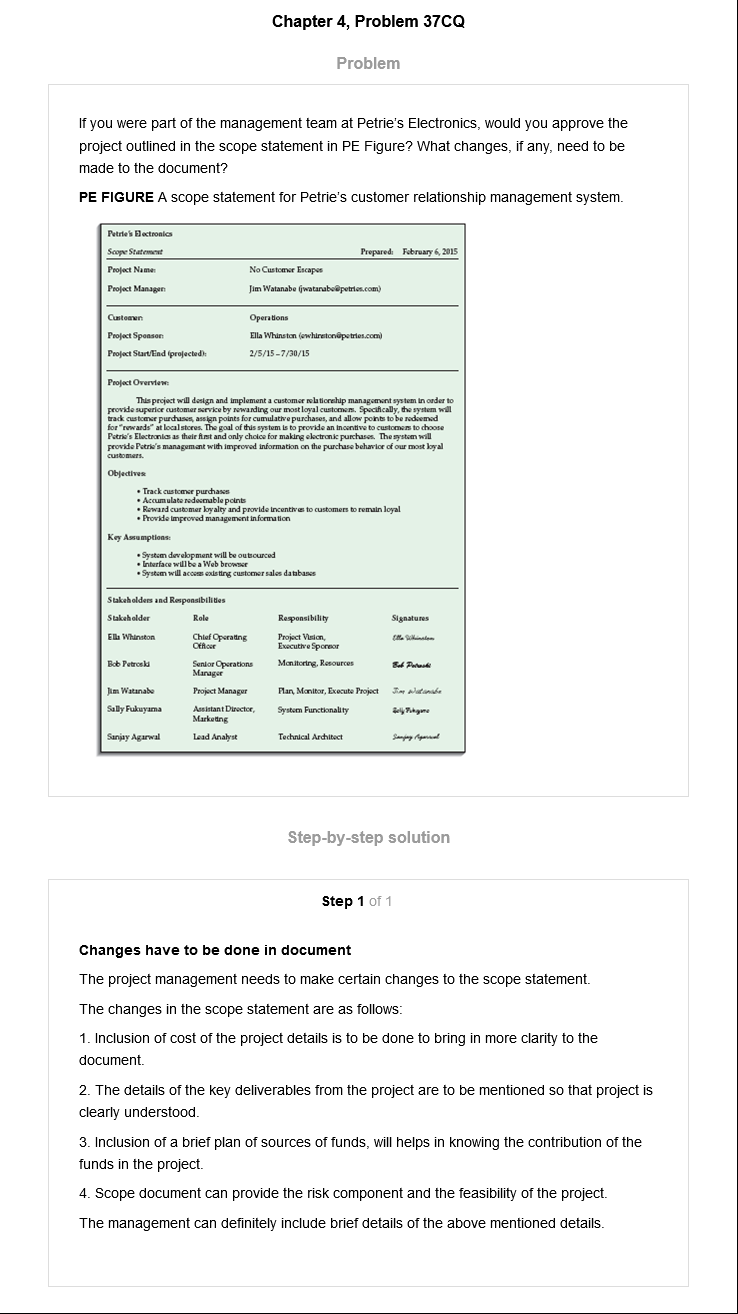 Chapter 4, Problem 37CQ
Problem
If you were part of the management team at Petrie's Electronics, would you approve the
project outlined in the scope statement in PE Figure? What changes, if any, need to be
made to the document?
PE FIGURE A scope statement for Petrie's customer relationship management system.
Petrie's Electronics
Scope Statement Prepared: February 6, 2015
Project Name: No Customer Escapes
Project Manager: Jim Watanabe (jwatanabe@petries.com)
Customer: Operations
Project Sponsor: Ella Whinston (ewhinston@petries.com)
Project Start/End (projected): 2/5/15 – 7/30/15
Project Overview:
This project will design and implement a customer relationship management system in order to
provide superior customer service by rewarding our most loyal customers. Specifically, the system will
track customer purchases, assign points for cumulative purchases, and allow points to be redeemed
for "rewards" at local stores. The goal of this system is to provide an incentive to customers to choose
Petrie's Electronics as their first and only choice for making electronic purchases. The system will
provide Petrie's management with improved information on the purchase behavior of our most loyal
customers.
Objectives:
• Track customer purchases
• Accumulate redeemable points
• Reward customer loyalty and provide incentives to customers to remain loyal
• Provide improved management information
Key Assumptions:
• System development will be outsourced
• Interface will be a Web browser
• System will access existing customer sales databases
Stakeholders and Responsibilities
Stakeholder Role Responsibility Signatures
Ella Whinston Chief Operating Project Vision, Ella Whinston
Officer Executive Sponsor
Bob Petroski Senior Operations Monitoring, Resources Bob Petroski
Manager
Jim Watanabe Project Manager Plan, Monitor, Execute Project Jim Watanabe
Sally Fukuyama Assistant Director, System Functionality Sally Fukuyama
Marketing
Sanjay Agarwal Lead Analyst Technical Architect Sanjay Agarwal
Step-by-step solution
Step 1 of 1
Changes have to be done in document
The project management needs to make certain changes to the scope statement.
The changes in the scope statement are as follows:
1. Inclusion of cost of the project details is to be done to bring in more clarity to the
document.
2. The details of the key deliverables from the project are to be mentioned so that project is
clearly understood.
3. Inclusion of a brief plan of sources of funds, will helps in knowing the contribution of the
funds in the project.
4. Scope document can provide the risk component and the feasibility of the project.
The management can definitely include brief details of the above mentioned details.